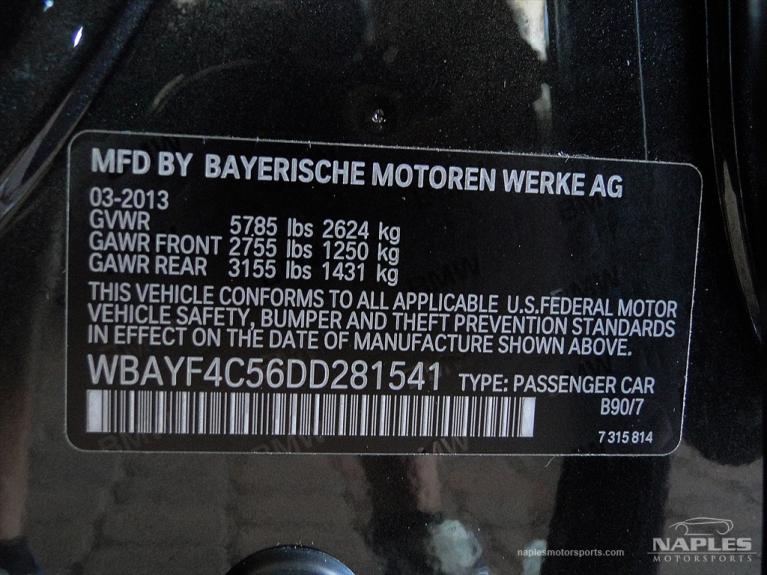 MFD BY BAYERISCHE MOTOREN WERKE AG
03-2013
GVWR 5785 lbs 2624 kg
GAWR FRONT 2755 lbs 1250 kg
GAWR REAR 3155 lbs 1431 kg
THIS VEHICLE CONFORMS TO ALL APPLICABLE U.S.FEDERAL MOTOR
VEHICLE SAFETY, BUMPER AND THEFT PREVENTION STANDARDS
IN EFFECT ON THE DATE OF MANUFACTURE SHOWN ABOVE.
WBAYF4C56DD281541 TYPE: PASSENGER CAR
B90/7
7 315 814
BMW BMW
naplesmotorsports.com
NAPLES
MOTORSPORTS